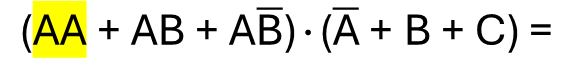 (AA + AB + AB̅) · (A̅ + B + C) =